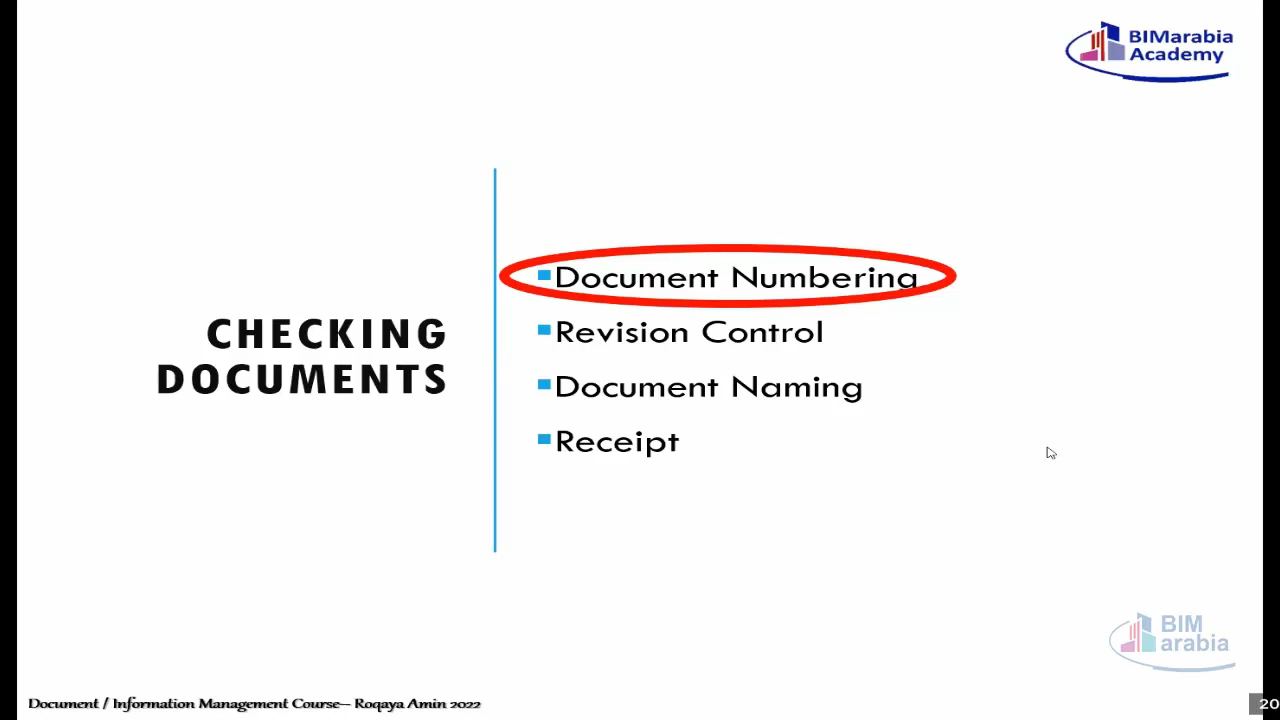 BIMarabia
Academy
CHECKING
DOCUMENTS
Document Numbering
Revision Control
Document Naming
Receipt
BIM
arabia
Document / Information Management Course-- Roqaya Amin 2022
20